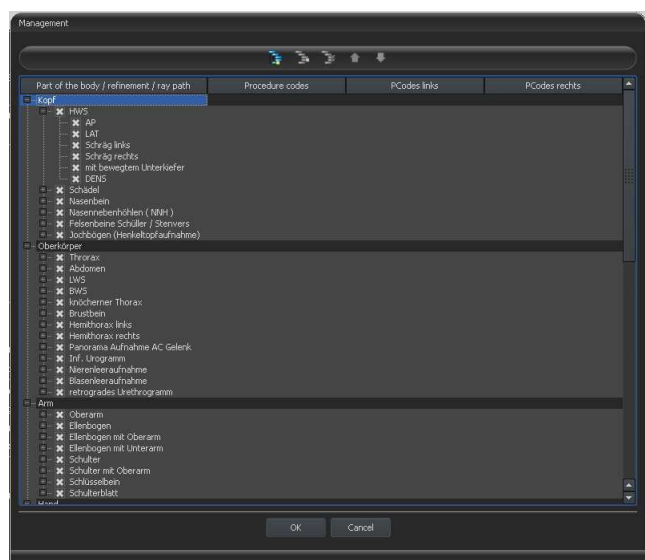 Management
Part of the body / refinement / ray path Procedure codes PCodes links PCodes rechts
Kopf
HWS
AP
LAT
Schräg links
Schräg rechts
mit bewegtem Unterkiefer
DENS
Schädel
Nasenbein
Nasennebenhöhlen ( NNH )
Felsenbeine Schüller / Stenvers
Jochbögen (Henkeltopfaufnahme)
Oberkörper
Throrax
Abdomen
LWS
BWS
knöcherner Thorax
Brustbein
Hemithorax links
Hemithorax rechts
Panorama Aufnahme AC Gelenk
Inf. Urogramm
Nierenleeraufnahme
Blasenleeraufnahme
retrogrades Urethrogramm
Arm
Oberarm
Ellenbogen
Ellenbogen mit Oberarm
Ellenbogen mit Unterarm
Schulter
Schulter mit Oberarm
Schlüsselbein
Schulterblatt
Hand
OK Cancel